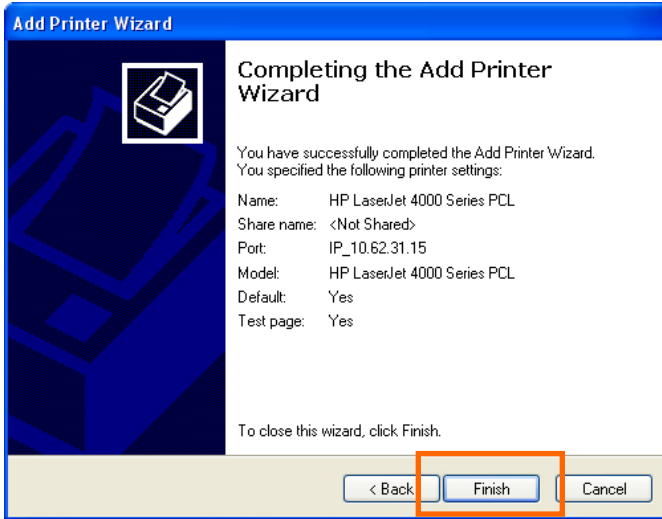 Add Printer Wizard
Completing the Add Printer
Wizard
You have successfully completed the Add Printer Wizard.
You specified the following printer settings:
Name: HP LaserJet 4000 Series PCL
Share name: <Not Shared>
Port: IP_10.62.31.15
Model: HP LaserJet 4000 Series PCL
Default: Yes
Test page: Yes
To close this wizard, click Finish.
< Back Finish Cancel